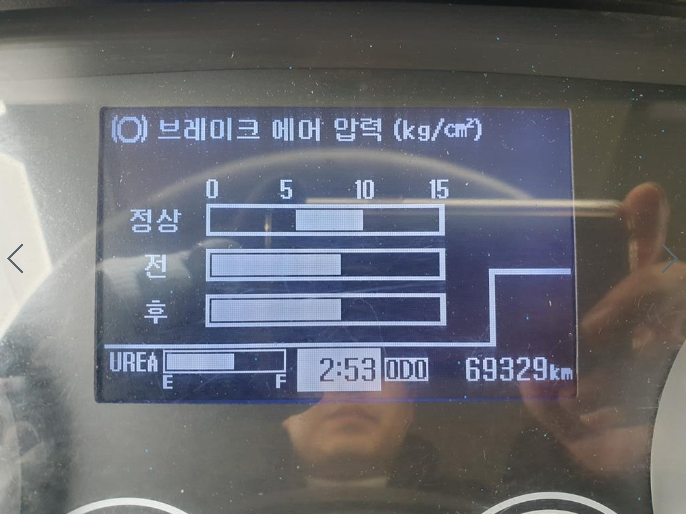 브레이크 에어 압력 (kg/cm²)
0 5 10 15
정상
전
후
UREA E F 2:53 ODO 69329km